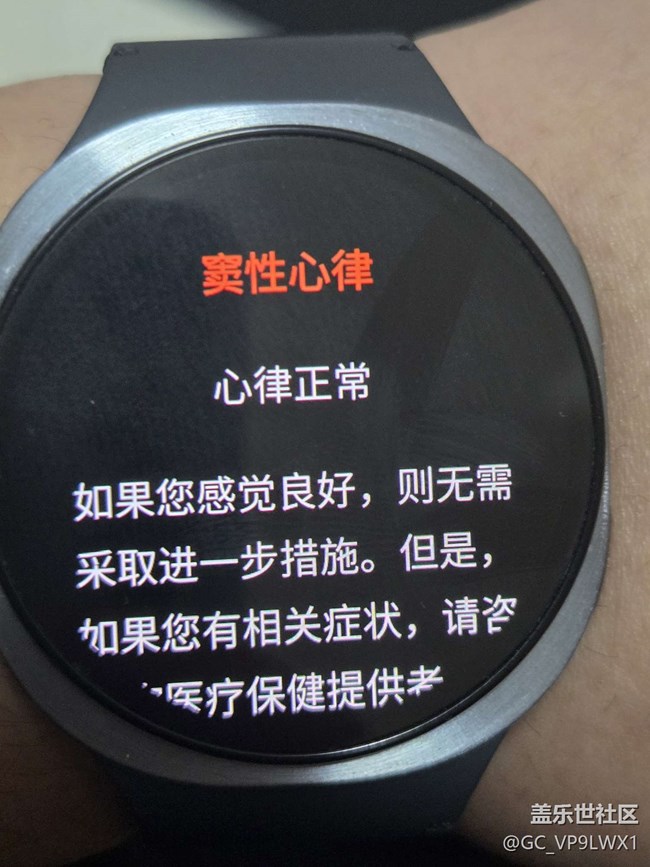 窦性心律
心律正常
如果您感觉良好，则无需
采取进一步措施。但是，
如果您有相关症状，请咨
医疗保健提供者
盖乐世社区
@GC_VP9LWX1